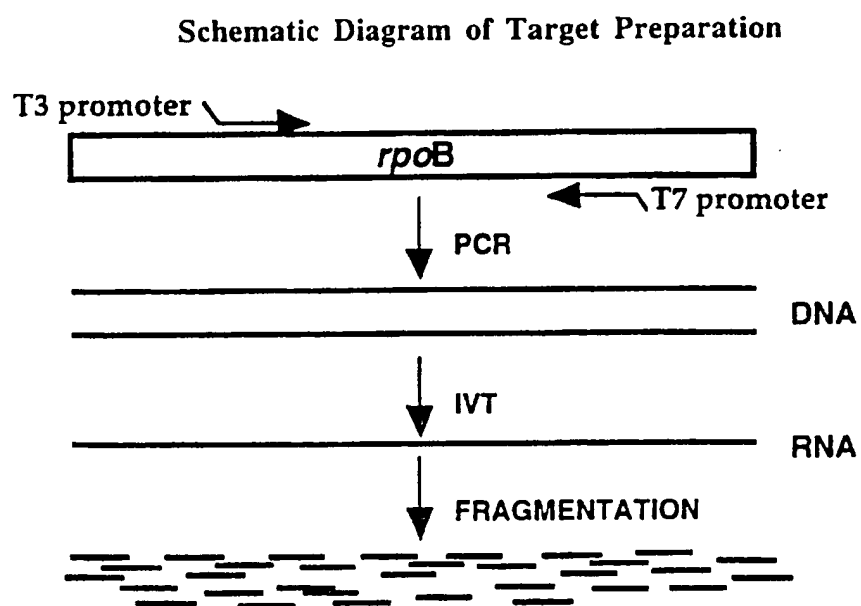 Schematic Diagram of Target Preparation
T3 promoter
rpoB
T7 promoter
PCR
DNA
IVT
RNA
FRAGMENTATION